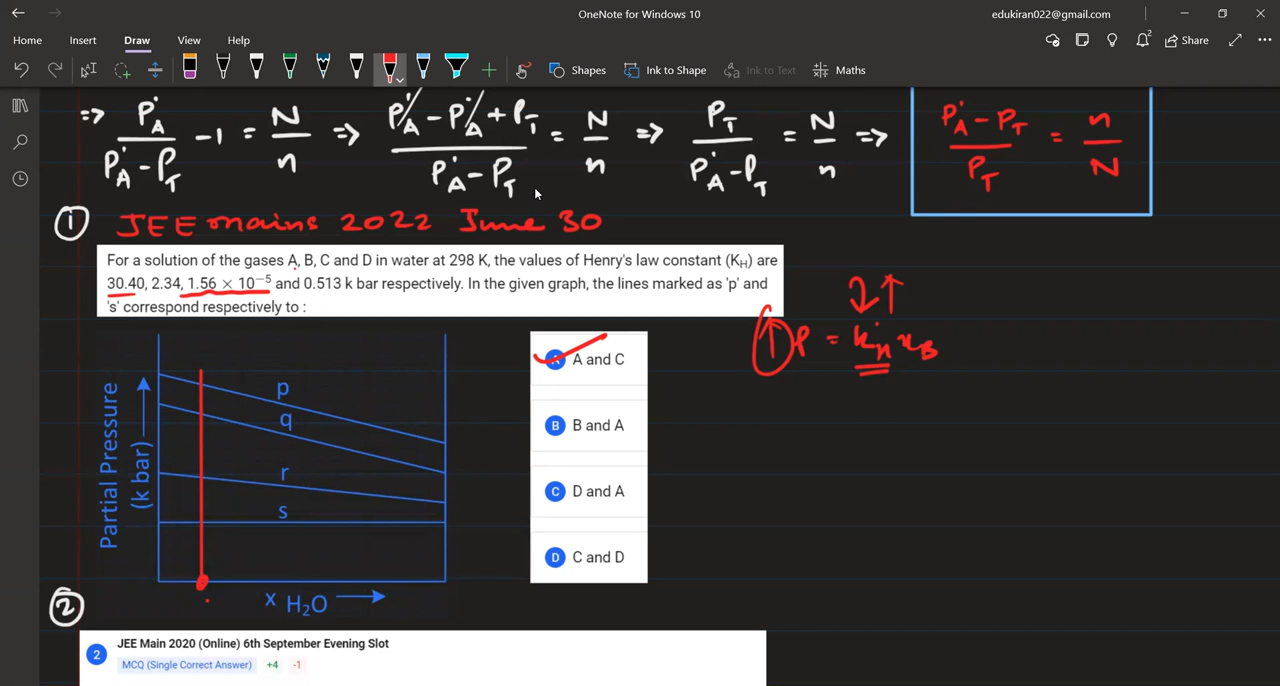 OneNote for Windows 10
edukiran022@gmail.com
Home Insert Draw View Help
Shapes Ink to Shape Ink to Text Maths Share
=> P°A / (P°A - PT) - 1 = N/n => (P°A - P°A + PT) / (P°A - PT) = N/n => PT / (P°A - PT) = N/n => (P°A - PT) / PT = n/N
① JEE mains 2022 June 30
For a solution of the gases A, B, C and D in water at 298 K, the values of Henry's law constant (K_H) are
30.40, 2.34, 1.56 × 10⁻⁵ and 0.513 k bar respectively. In the given graph, the lines marked as 'p' and
's' correspond respectively to :
↑ P = k_H x_B
Partial Pressure
(k bar)
p
q
r
s
x H₂O
A A and C
B B and A
C D and A
D C and D
②
2 JEE Main 2020 (Online) 6th September Evening Slot
MCQ (Single Correct Answer) +4 -1